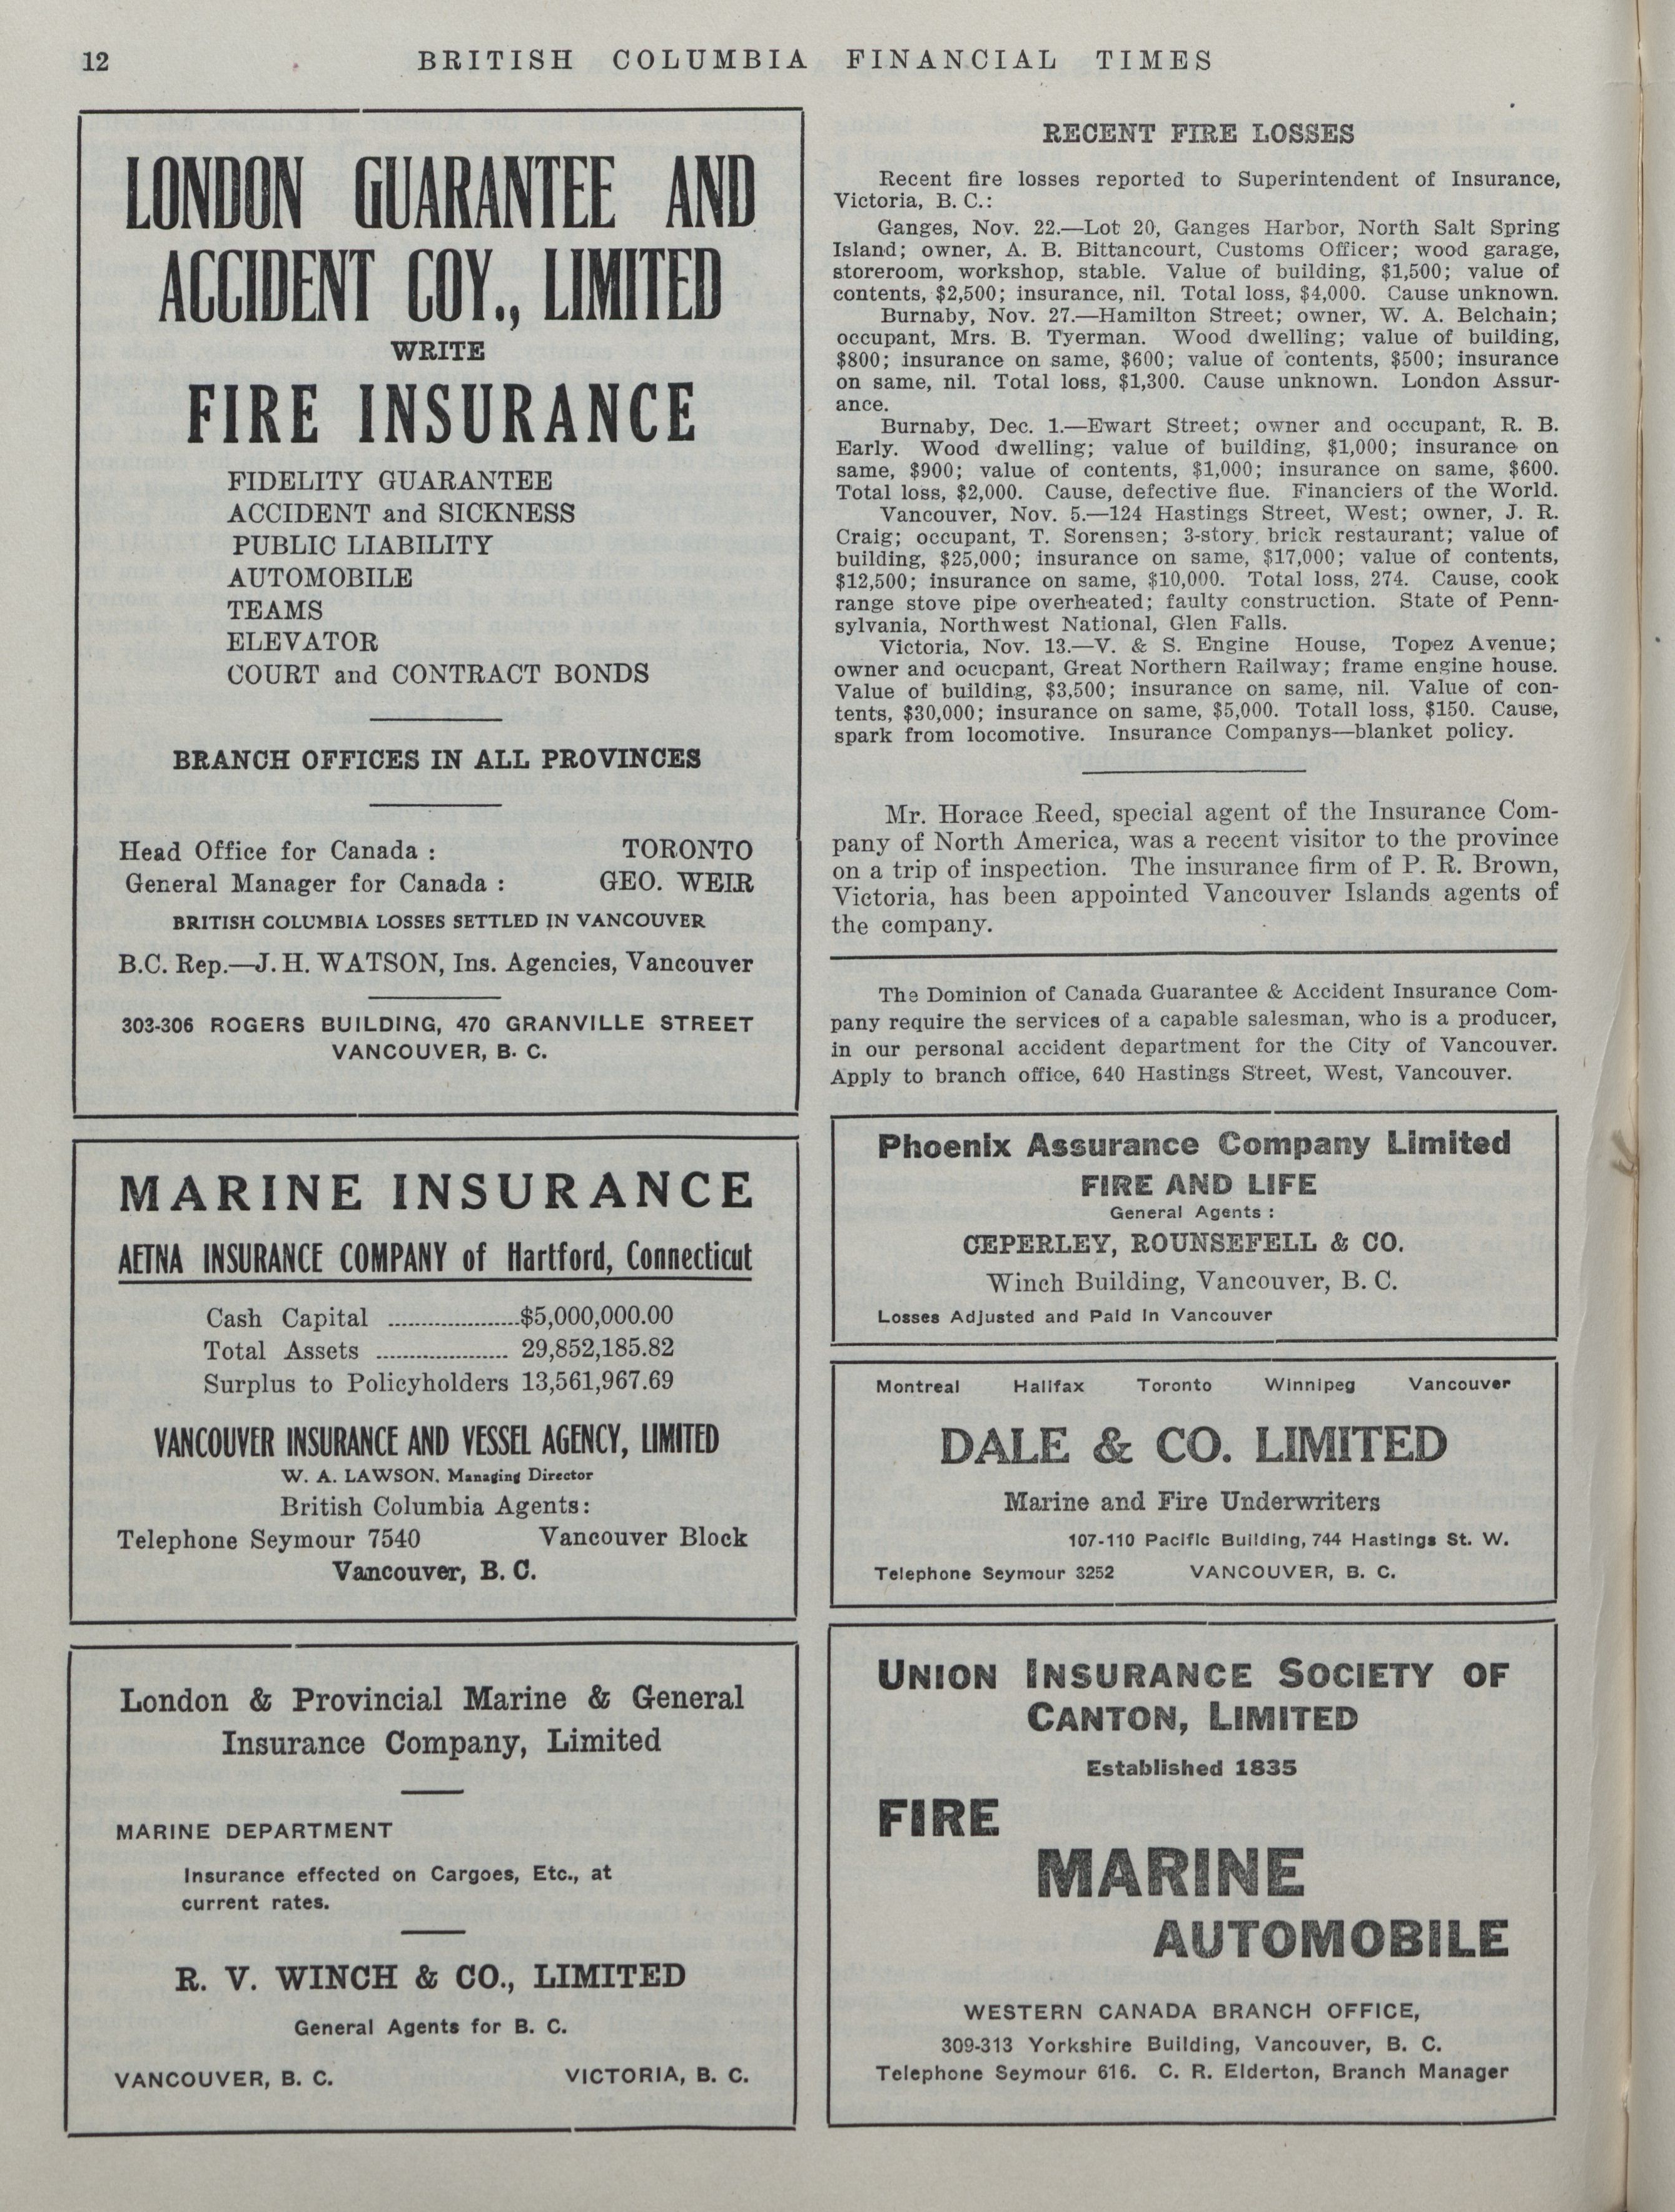 12 BRITISH COLUMBIA FINANCIAL TIMES
LONDON GUARANTEE AND
ACCIDENT COY., LIMITED
WRITE
FIRE INSURANCE
FIDELITY GUARANTEE
ACCIDENT and SICKNESS
PUBLIC LIABILITY
AUTOMOBILE
TEAMS
ELEVATOR
COURT and CONTRACT BONDS
BRANCH OFFICES IN ALL PROVINCES
Head Office for Canada : TORONTO
General Manager for Canada : GEO. WEIR
BRITISH COLUMBIA LOSSES SETTLED IN VANCOUVER
B.C. Rep.—J. H. WATSON, Ins. Agencies, Vancouver
303-306 ROGERS BUILDING, 470 GRANVILLE STREET
VANCOUVER, B. C.
MARINE INSURANCE
AETNA INSURANCE COMPANY of Hartford, Connecticut
Cash Capital ....................$5,000,000.00
Total Assets .................... 29,852,185.82
Surplus to Policyholders 13,561,967.69
VANCOUVER INSURANCE AND VESSEL AGENCY, LIMITED
W. A. LAWSON, Managing Director
British Columbia Agents:
Telephone Seymour 7540 Vancouver Block
Vancouver, B. C.
London & Provincial Marine & General
Insurance Company, Limited
MARINE DEPARTMENT
Insurance effected on Cargoes, Etc., at
current rates.
R. V. WINCH & CO., LIMITED
General Agents for B. C.
VANCOUVER, B. C. VICTORIA, B. C.
RECENT FIRE LOSSES
Recent fire losses reported to Superintendent of Insurance,
Victoria, B. C.:
Ganges, Nov. 22.—Lot 20, Ganges Harbor, North Salt Spring
Island; owner, A. B. Bittancourt, Customs Officer; wood garage,
storeroom, workshop, stable. Value of building, $1,500; value of
contents, $2,500; insurance, nil. Total loss, $4,000. Cause unknown.
Burnaby, Nov. 27.—Hamilton Street; owner, W. A. Belchain;
occupant, Mrs. B. Tyerman. Wood dwelling; value of building,
$800; insurance on same, $600; value of contents, $500; insurance
on same, nil. Total loss, $1,300. Cause unknown. London Assur-
ance.
Burnaby, Dec. 1.—Ewart Street; owner and occupant, R. B.
Early. Wood dwelling; value of building, $1,000; insurance on
same, $900; value of contents, $1,000; insurance on same, $600.
Total loss, $2,000. Cause, defective flue. Financiers of the World.
Vancouver, Nov. 5.—124 Hastings Street, West; owner, J. R.
Craig; occupant, T. Sorensen; 3-story, brick restaurant; value of
building, $25,000; insurance on same, $17,000; value of contents,
$12,500; insurance on same, $10,000. Total loss, 274. Cause, cook
range stove pipe overheated; faulty construction. State of Penn-
sylvania, Northwest National, Glen Falls.
Victoria, Nov. 13.—V. & S. Engine House, Topez Avenue;
owner and ocucpant, Great Northern Railway; frame engine house.
Value of building, $3,500; insurance on same, nil. Value of con-
tents, $30,000; insurance on same, $5,000. Totall loss, $150. Cause,
spark from locomotive. Insurance Companys—blanket policy.
Mr. Horace Reed, special agent of the Insurance Com-
pany of North America, was a recent visitor to the province
on a trip of inspection. The insurance firm of P. R. Brown,
Victoria, has been appointed Vancouver Islands agents of
the company.
The Dominion of Canada Guarantee & Accident Insurance Com-
pany require the services of a capable salesman, who is a producer,
in our personal accident department for the City of Vancouver.
Apply to branch office, 640 Hastings Street, West, Vancouver.
Phoenix Assurance Company Limited
FIRE AND LIFE
General Agents :
CEPERLEY, ROUNSEFELL & CO.
Winch Building, Vancouver, B. C.
Losses Adjusted and Paid in Vancouver
Montreal Halifax Toronto Winnipeg Vancouver
DALE & CO. LIMITED
Marine and Fire Underwriters
107-110 Pacific Building, 744 Hastings St. W.
Telephone Seymour 3252 VANCOUVER, B. C.
UNION INSURANCE SOCIETY OF
CANTON, LIMITED
Established 1835
FIRE
MARINE
AUTOMOBILE
WESTERN CANADA BRANCH OFFICE,
309-313 Yorkshire Building, Vancouver, B. C.
Telephone Seymour 616. C. R. Elderton, Branch Manager